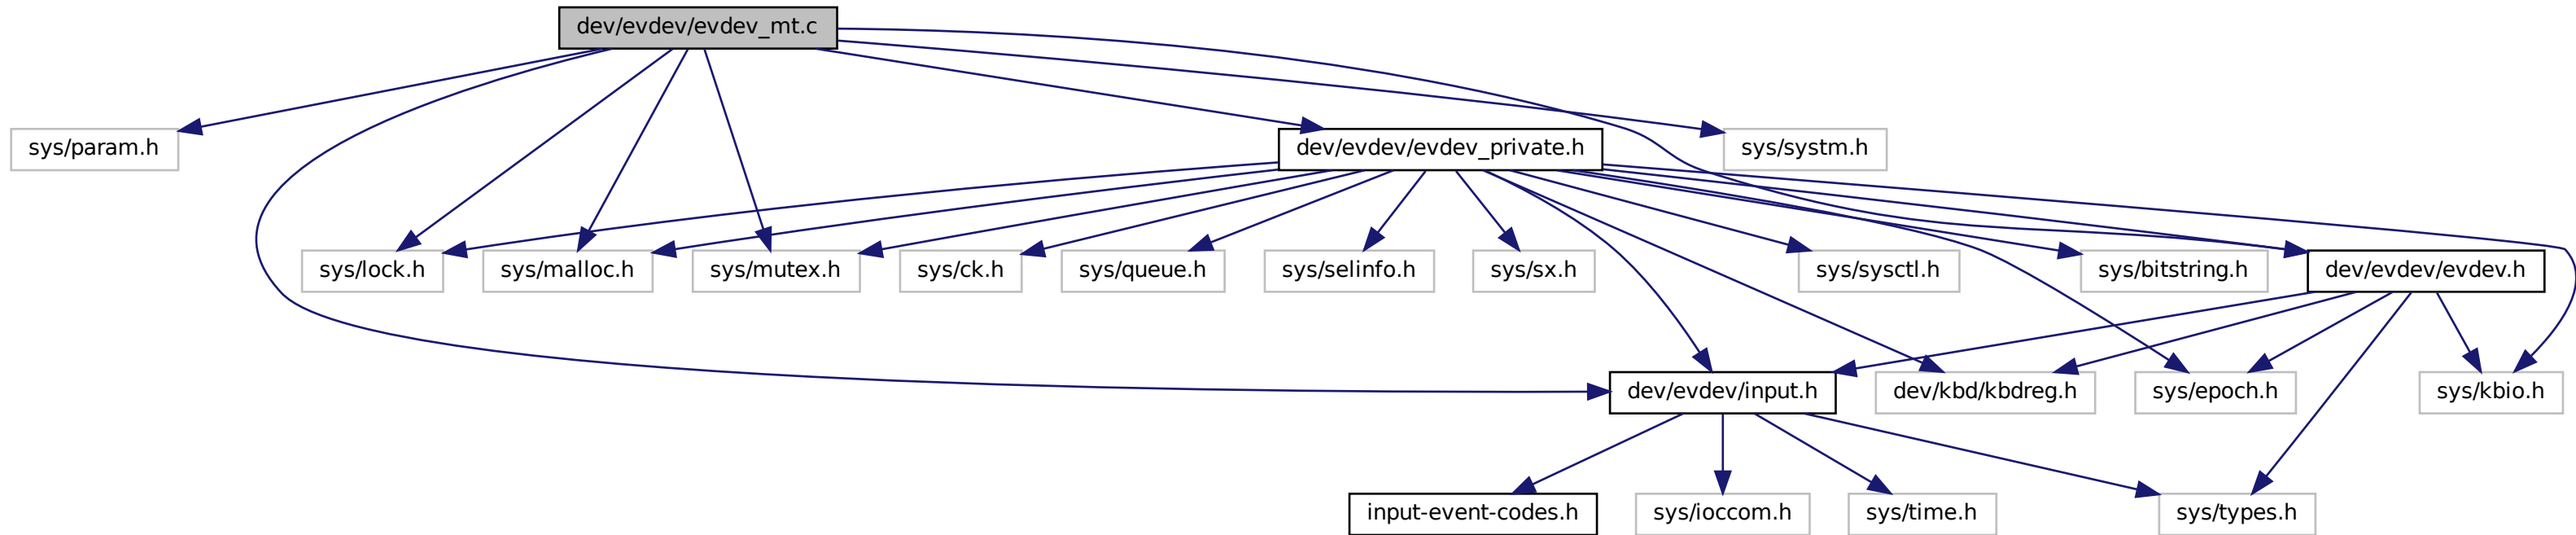 dev/evdev/evdev_mt.c
sys/param.h
dev/evdev/evdev_private.h
sys/systm.h
sys/lock.h
sys/malloc.h
sys/mutex.h
sys/ck.h
sys/queue.h
sys/selinfo.h
sys/sx.h
sys/sysctl.h
sys/bitstring.h
dev/evdev/evdev.h
dev/evdev/input.h
dev/kbd/kbdreg.h
sys/epoch.h
sys/kbio.h
input-event-codes.h
sys/ioccom.h
sys/time.h
sys/types.h